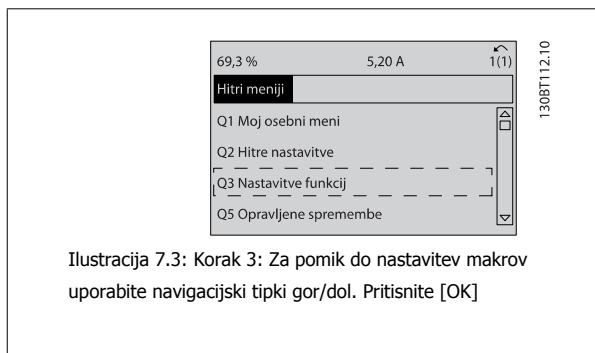 69,3 % 5,20 A 1(1)
Hitri meniji
Q1 Moj osebni meni
Q2 Hitre nastavitve
Q3 Nastavitve funkcij
Q5 Opravljene spremembe
130BT112.10
Ilustracija 7.3: Korak 3: Za pomik do nastavitev makrov
uporabite navigacijski tipki gor/dol. Pritisnite [OK]